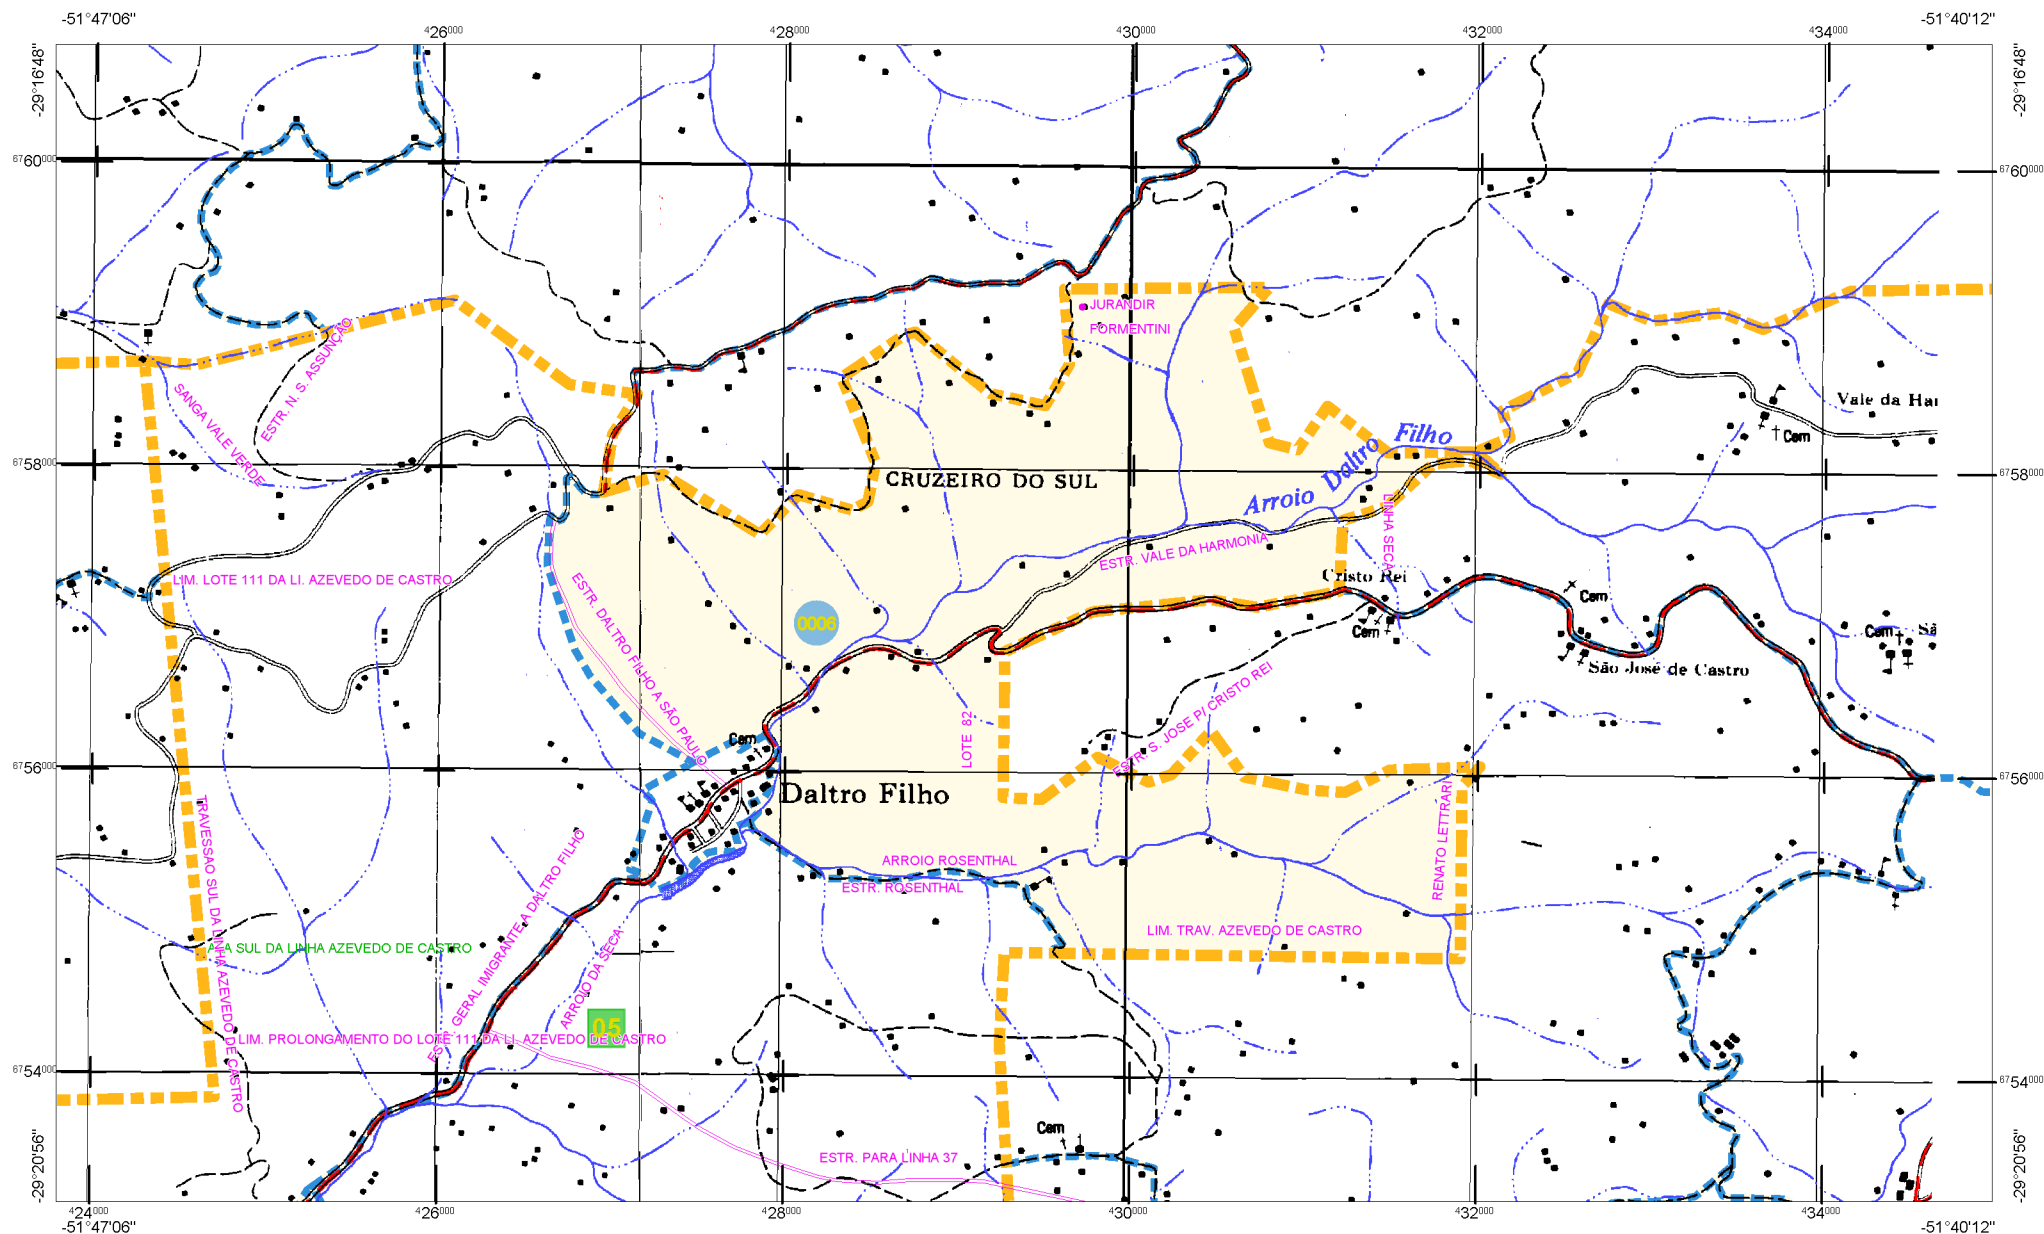 -51°47'06"
-51°40'12"
426000
428000
430000
432000
434000
-29°16'48"
-29°16'48"
6760000
6760000
JURANDIR
FORMENTINI
ESTR. N. S. ASSUNÇÃO
SANGA VALE VERDE
Vale da Har
Cem
Filho
Daltro
Arroio
6758000
6758000
CRUZEIRO DO SUL
LINHA SECA
ESTR. VALE DA HARMONIA
LIM. LOTE 111 DA LI. AZEVEDO DE CASTRO
Cristo Rei
Cem
ESTR. DALTRO FILHO A SÃO PAULO
0006
Cem
Cem
Sã
São José de Castro
ESTR. S. JOSE P/ CRISTO REI
LOTE 82
Cem
6756000
6756000
Daltro Filho
RENATO LETTRARI
TRAVESSAO SUL DA LINHA AZEVEDO DE CASTRO
ESTR. GERAL IMIGRANTE A DALTRO FILHO
ARROIO ROSENTHAL
ESTR. ROSENTHAL
LIM. TRAV. AZEVEDO DE CASTRO
SUL DA LINHA AZEVEDO DE CASTRO
ARROIO DA SECA
05
LIM. PROLONGAMENTO DO LOTE 111 DA LI. AZEVEDO DE CASTRO
6754000
6754000
Cem
ESTR. PARA LINHA 37
-29°20'56"
-29°20'56"
424000
426000
428000
430000
432000
434000
-51°47'06"
-51°40'12"